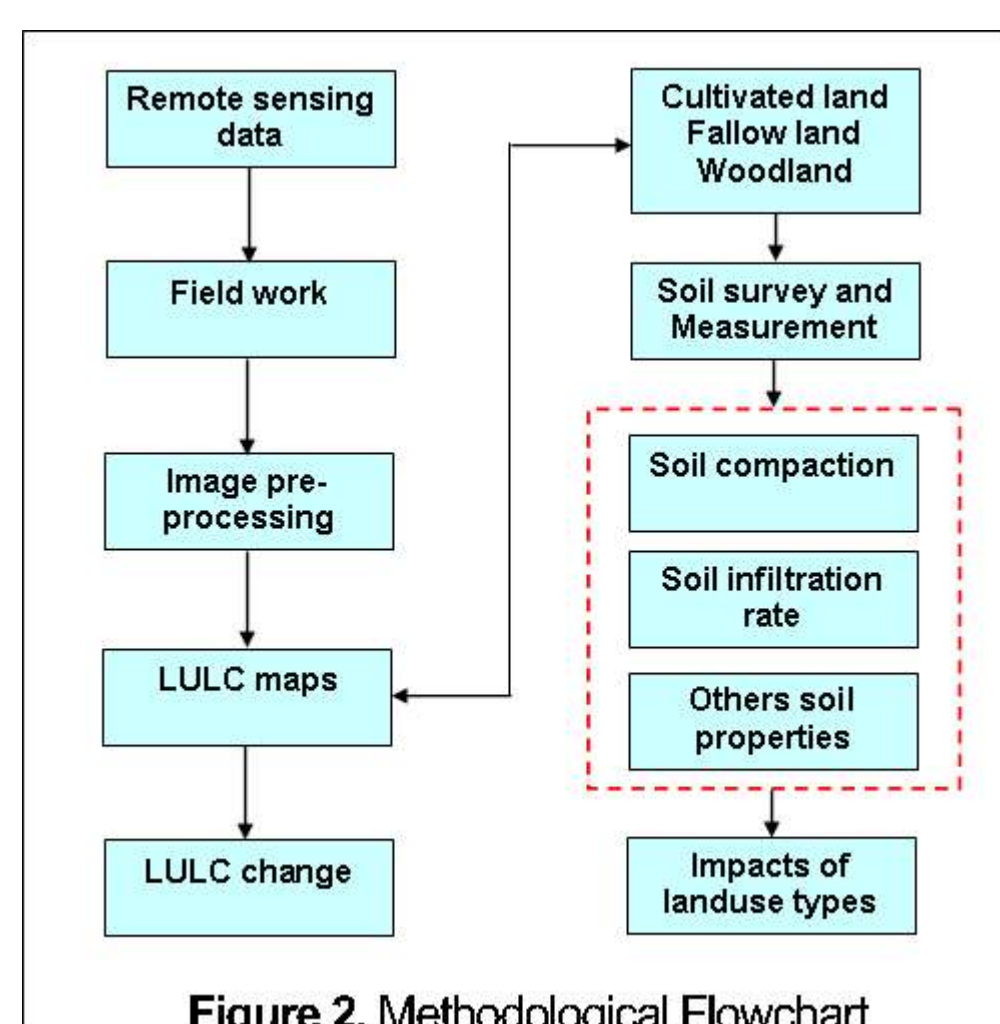 Remote sensing
data
Field work
Image pre-
processing
LULC maps
LULC change
Cultivated land
Fallow land
Woodland
Soil survey and
Measurement
Soil compaction
Soil infiltration
rate
Others soil
properties
Impacts of
landuse types
Figure 2. Methodological Flowchart